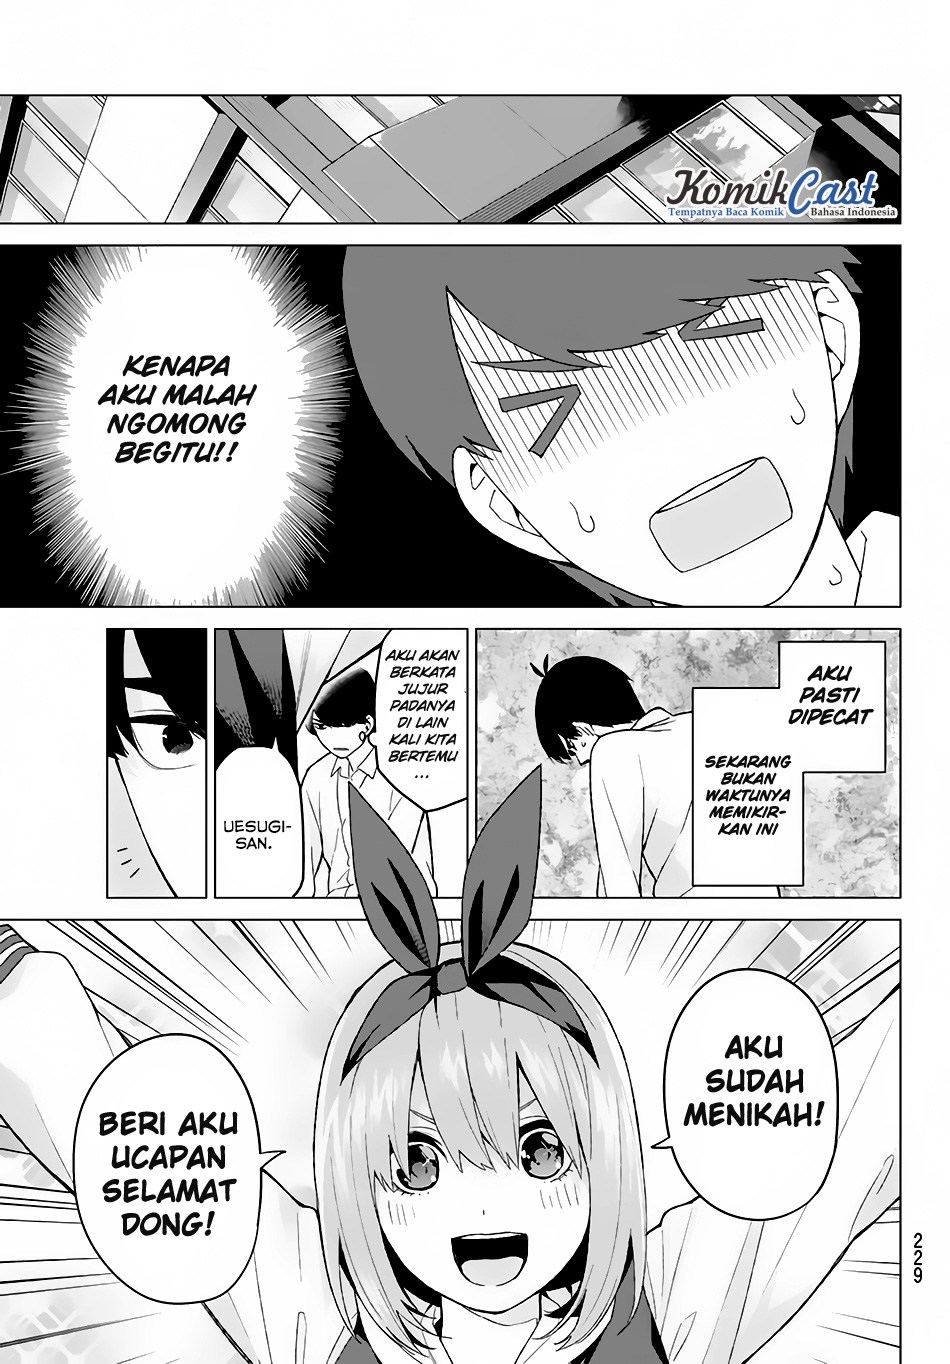 KomikCast
Tempatnya Baca Komik Bahasa Indonesia
KENAPA
AKU MALAH
NGOMONG
BEGITU!!
AKU
PASTI
DIPECAT
SEKARANG
BUKAN
WAKTUNYA
MEMIKIR-
KAN INI
AKU AKAN
BERKATA
JUJUR
PADANYA
DI LAIN
KALI KITA
BERTEMU
...
UESUGI-
SAN.
AKU
SUDAH
MENIKAH!
BERI AKU
UCAPAN
SELAMAT
DONG!
229